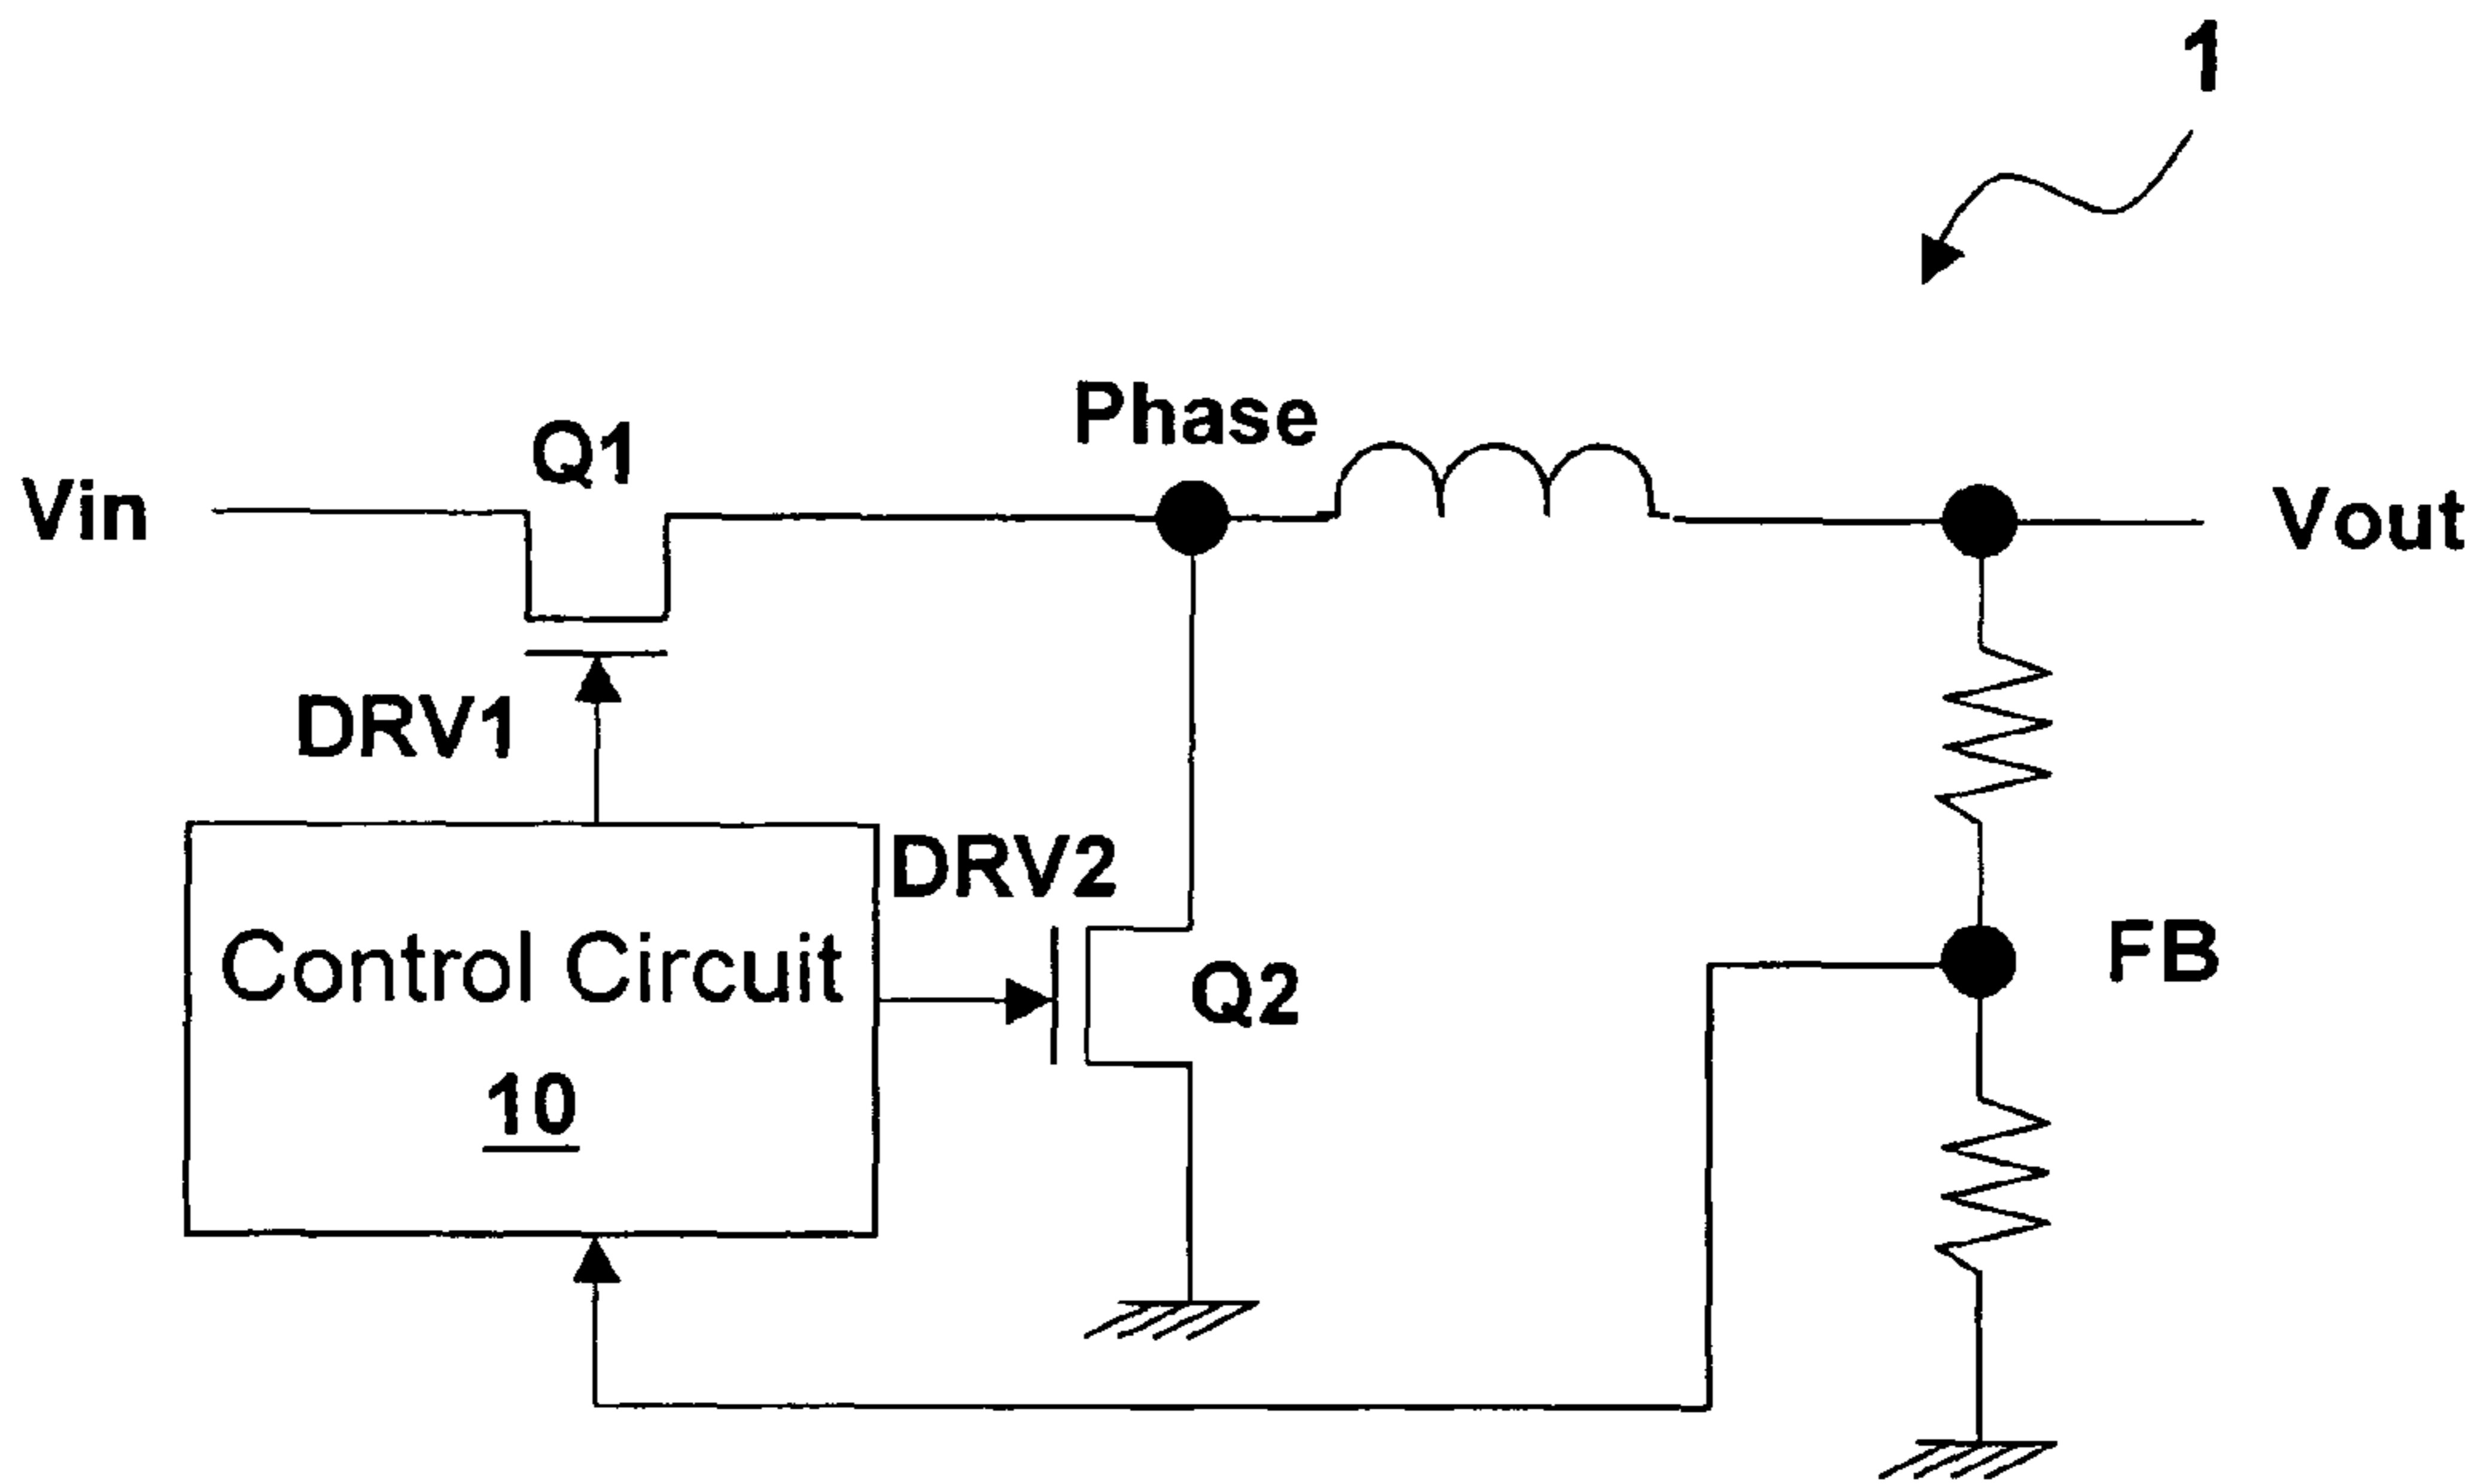 1
Phase
Q1
Vin
Vout
DRV1
DRV2
Control Circuit
10
Q2
FB